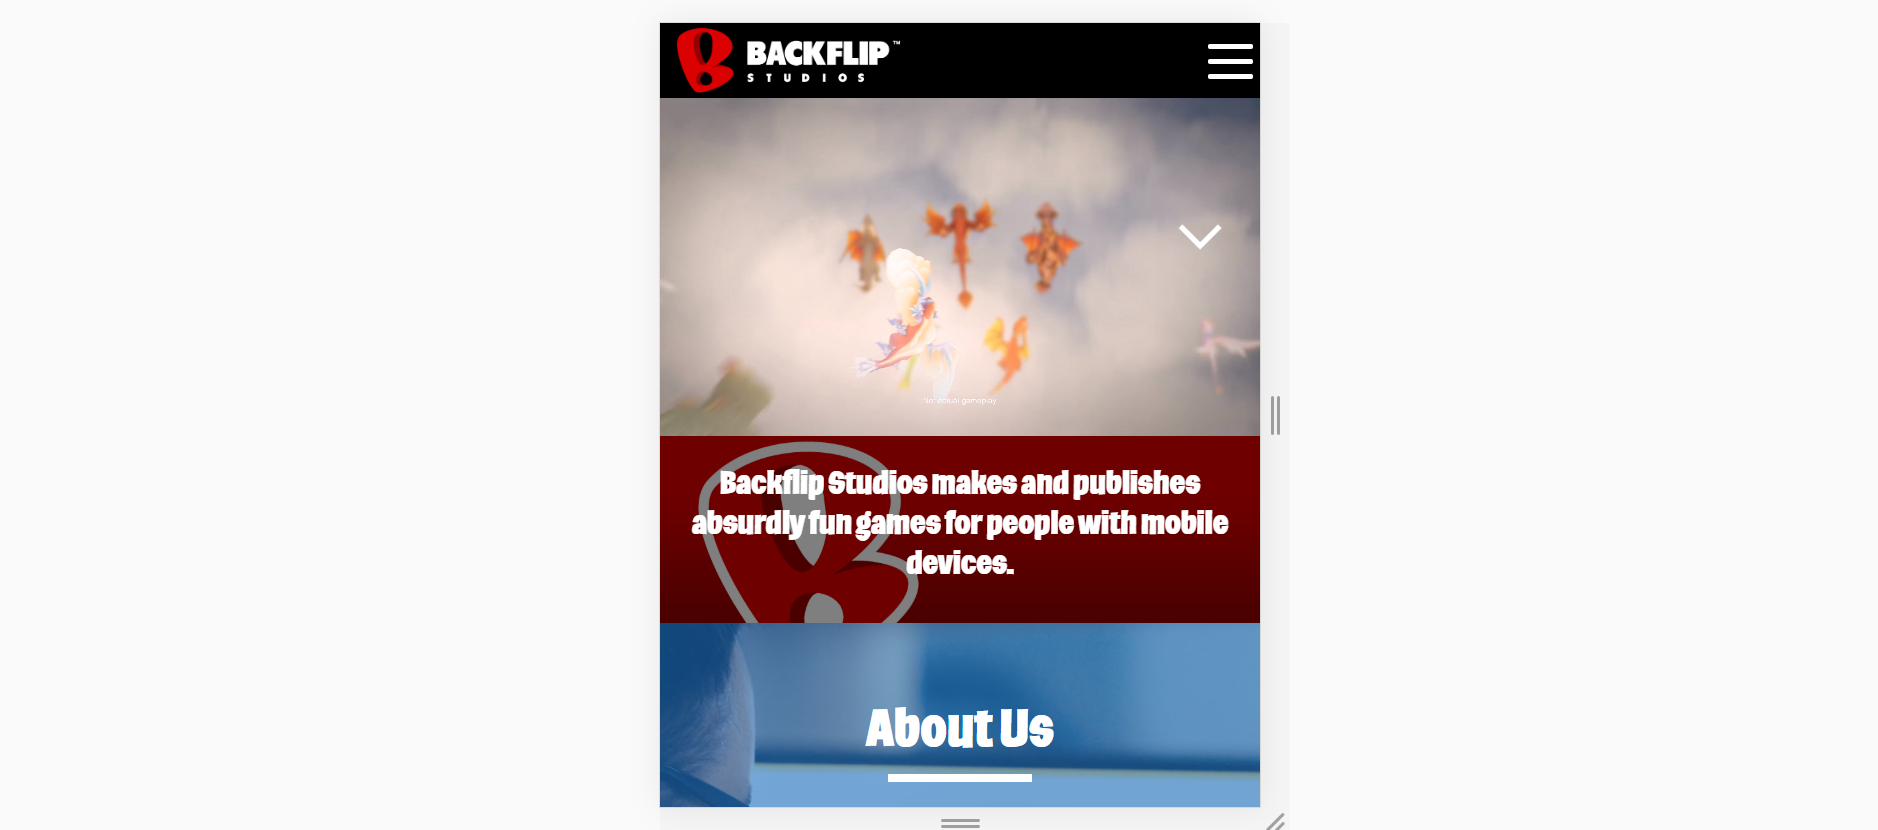 BACKFLIP™
STUDIOS
Not actual gameplay
Backflip Studios makes and publishes
absurdly fun games for people with mobile
devices.
About Us